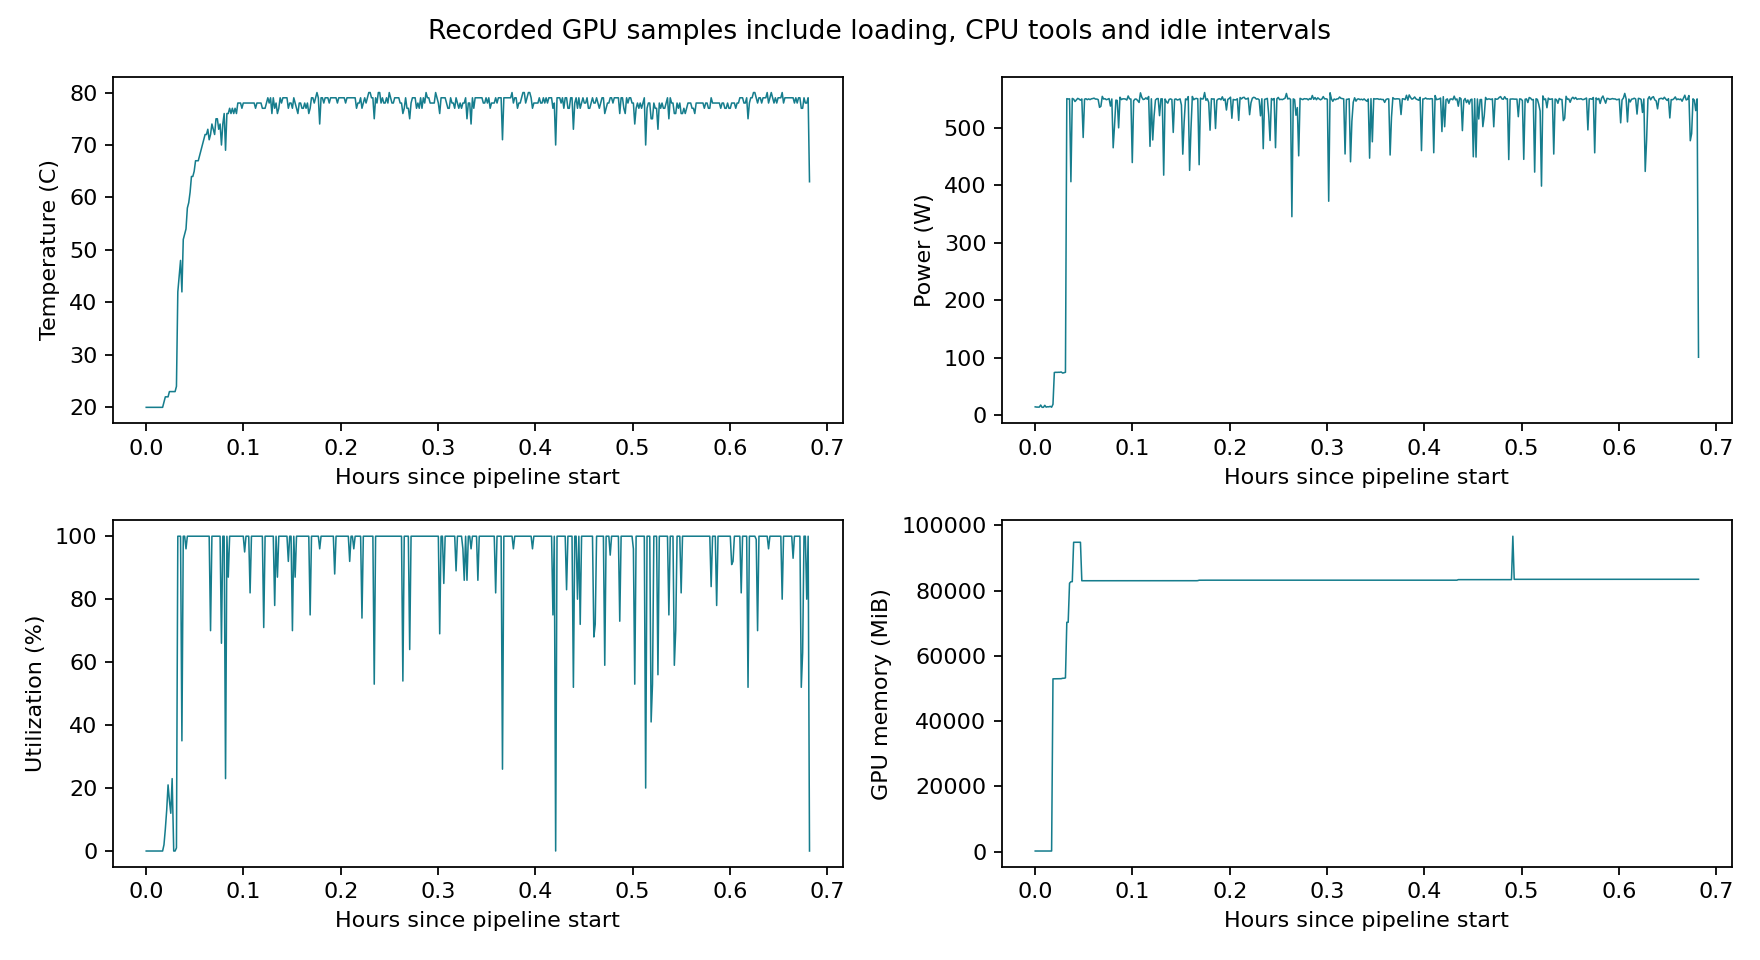 Recorded GPU samples include loading, CPU tools and idle intervals
80
70
60
50
40
30
20
Temperature (C)
0.0 0.1 0.2 0.3 0.4 0.5 0.6 0.7
Hours since pipeline start
500
400
300
200
100
0
Power (W)
0.0 0.1 0.2 0.3 0.4 0.5 0.6 0.7
Hours since pipeline start
100
80
60
40
20
0
Utilization (%)
0.0 0.1 0.2 0.3 0.4 0.5 0.6 0.7
Hours since pipeline start
100000
80000
60000
40000
20000
0
GPU memory (MiB)
0.0 0.1 0.2 0.3 0.4 0.5 0.6 0.7
Hours since pipeline start